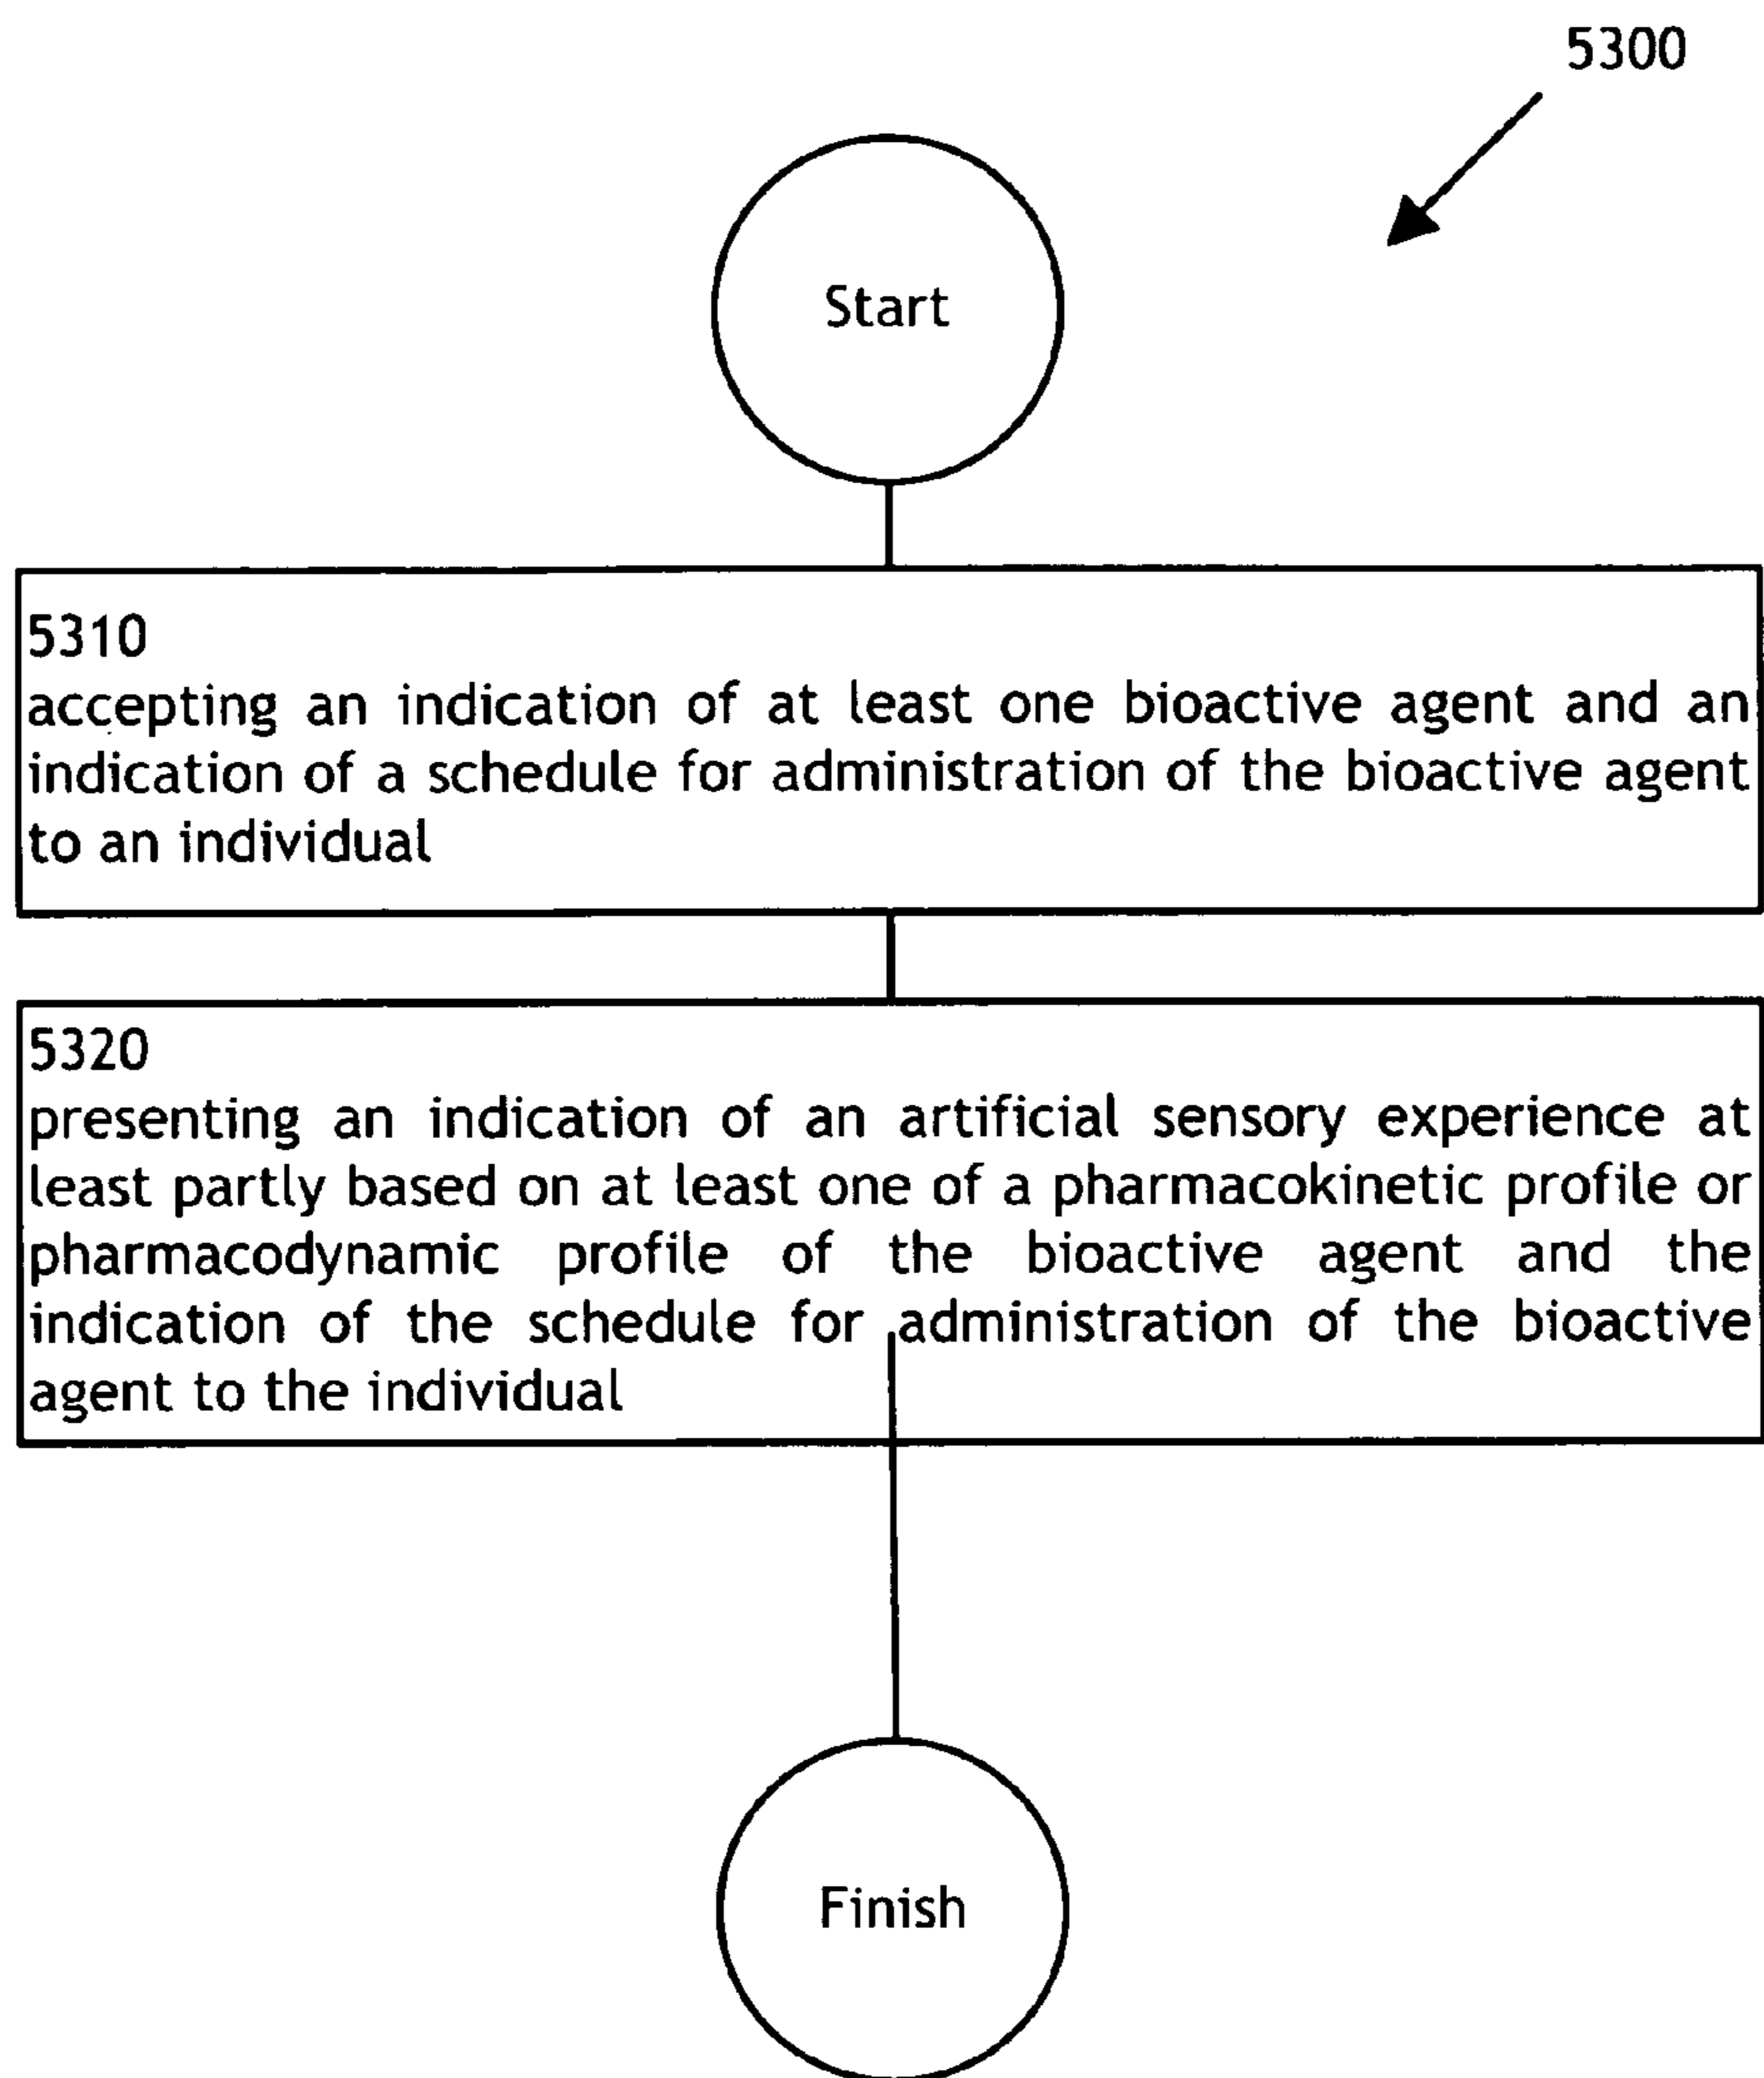 5300
Start
5310
accepting an indication of at least one bioactive agent and an
indication of a schedule for administration of the bioactive agent
to an individual
5320
presenting an indication of an artificial sensory experience at
least partly based on at least one of a pharmacokinetic profile or
pharmacodynamic profile of the bioactive agent and the
indication of the schedule for administration of the bioactive
agent to the individual
Finish